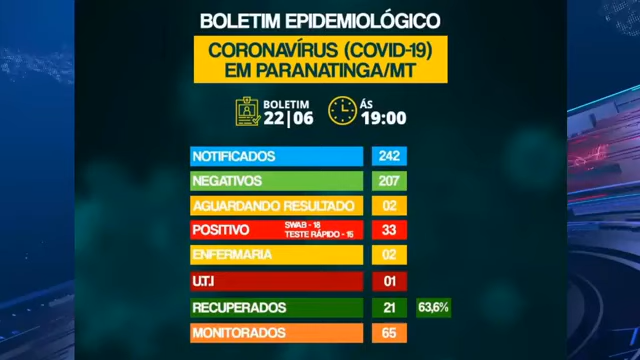 BOLETIM EPIDEMIOLÓGICO
CORONAVÍRUS (COVID-19)
EM PARANATINGA/MT
BOLETIM
22|06
ÁS
19:00
NOTIFICADOS 242
NEGATIVOS 207
AGUARDANDO RESULTADO 02
POSITIVO SWAB - 18 33
TESTE RÁPIDO - 15
ENFERMARIA 02
U.T.I 01
RECUPERADOS 21 63,6%
MONITORADOS 65